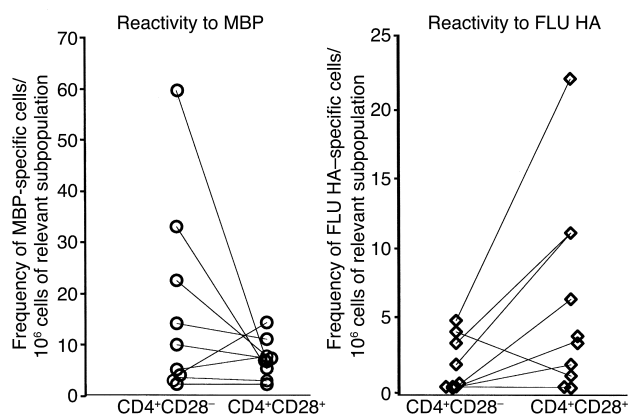 Reactivity to MBP
Frequency of MBP-specific cells/
10⁶ cells of relevant subpopulation
70
60
50
40
30
20
10
0
CD4⁺CD28⁻ CD4⁺CD28⁺
Reactivity to FLU HA
Frequency of FLU HA–specific cells/
10⁶ cells of relevant subpopulation
25
20
15
10
5
0
CD4⁺CD28⁻ CD4⁺CD28⁺